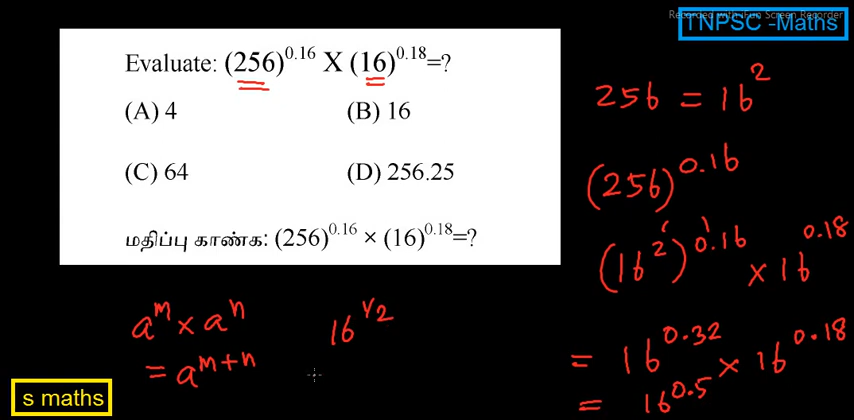 Recorded with iFun Screen Recorder
TNPSC -Maths
Evaluate: (256)^0.16 X (16)^0.18=?
(A) 4 (B) 16
(C) 64 (D) 256.25
மதிப்பு காண்க: (256)^0.16 × (16)^0.18=?
256 = 16^2
(256)^0.16
(16^2)^0.16 × 16^0.18
= 16^0.32 × 16^0.18
= 16^0.5
a^m × a^n
= a^m+n
16^1/2
s maths